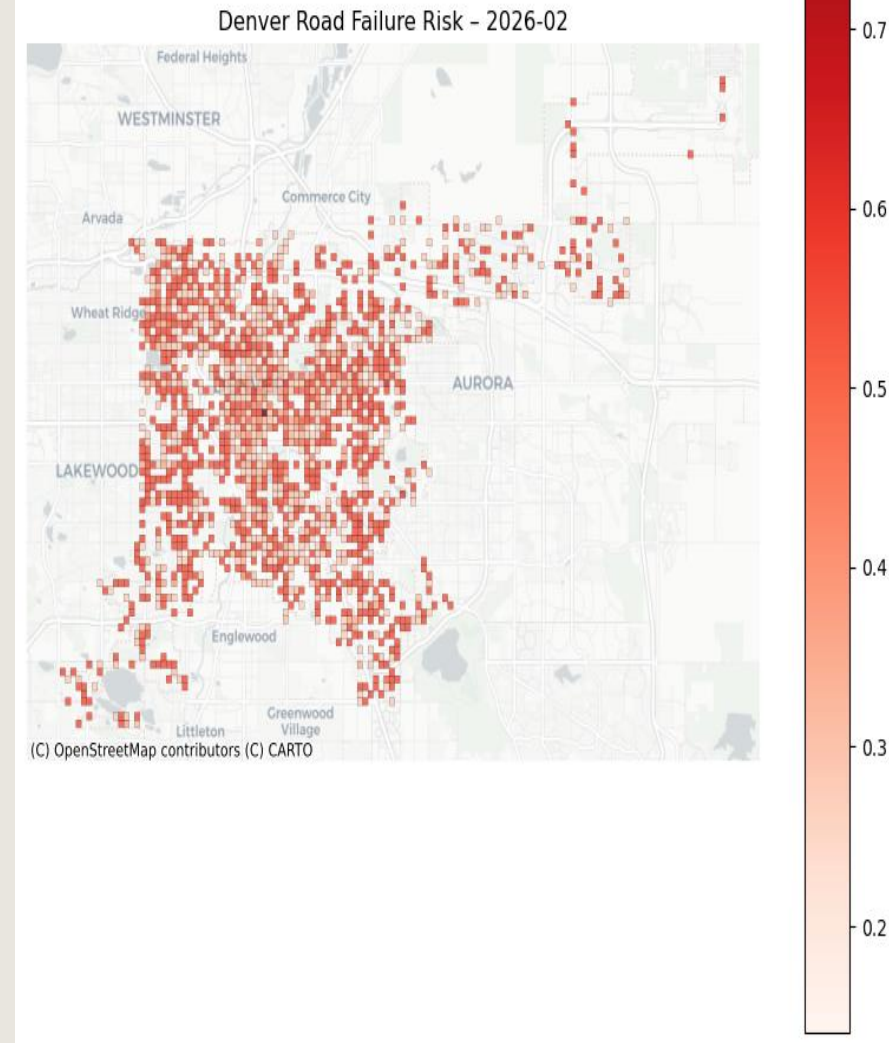 Denver Road Failure Risk – 2026-02
0.7
Federal Heights
WESTMINSTER
Commerce City
Arvada
0.6
Wheat Ridge
AURORA
0.5
LAKEWOOD
0.4
Englewood
Greenwood
Village
Littleton
(C) OpenStreetMap contributors (C) CARTO
0.3
0.2